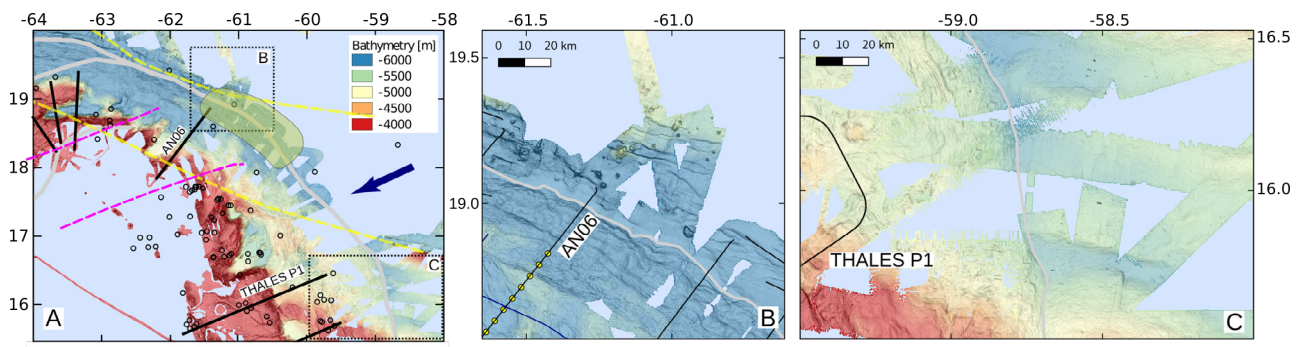 -64 -63 -62 -61 -60 -59 -58
19
18
17
16
Bathymetry [m]
-6000
-5500
-5000
-4500
-4000
B
AN06
THALES P1
C
A
-61.5 -61.0
0 10 20 km
19.5
19.0
AN06
B
-59.0 -58.5
0 10 20 km
16.5
16.0
THALES P1
C